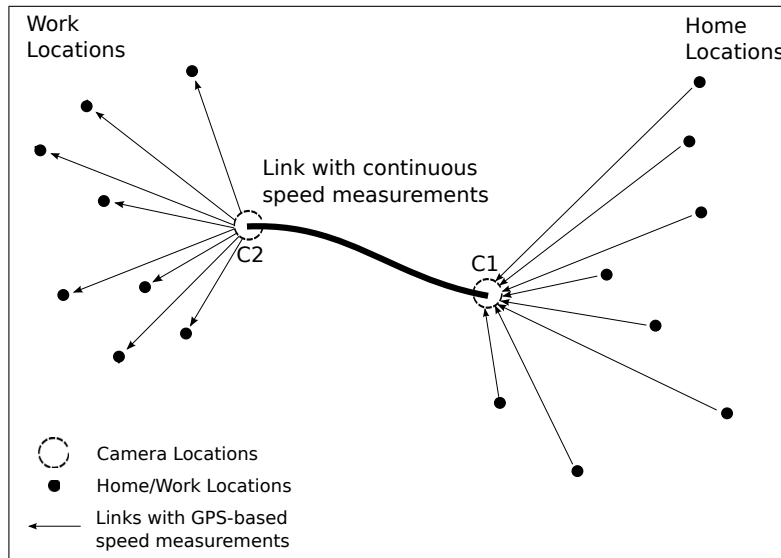 Work
Locations
Home
Locations
Link with continuous
speed measurements
C2
C1
Camera Locations
Home/Work Locations
Links with GPS-based
speed measurements